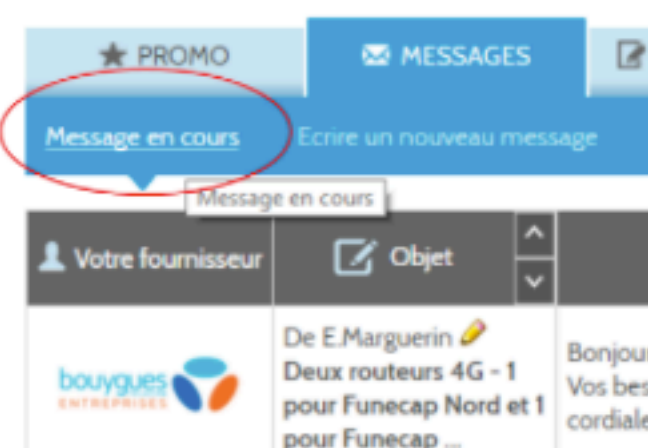 PROMO
MESSAGES
Message en cours
Ecrire un nouveau message
Message en cours
Votre fournisseur
Objet
De E.Marguerin
Deux routeurs 4G - 1
pour Funecap Nord et 1
pour Funecap ...
bouygues
ENTREPRISES
Bonjour
Vos bes
cordiale